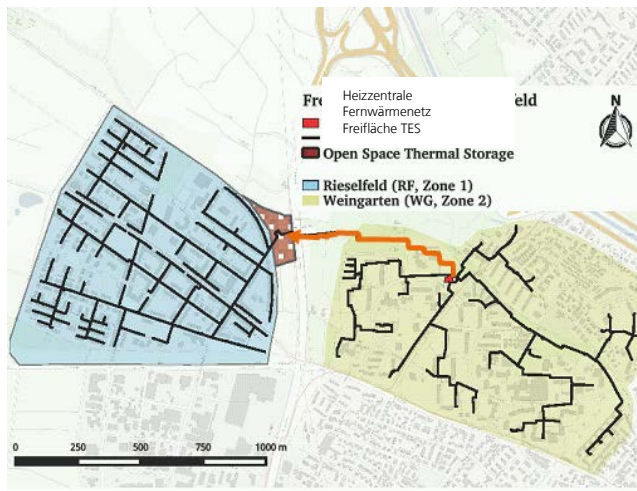 Fre
Heizzentrale
eld
Fernwärmenetz
Freifläche TES
Open Space Thermal Storage
Rieselfeld (RF, Zone 1)
Weingarten (WG, Zone 2)
N
0 250 500 750 1000 m